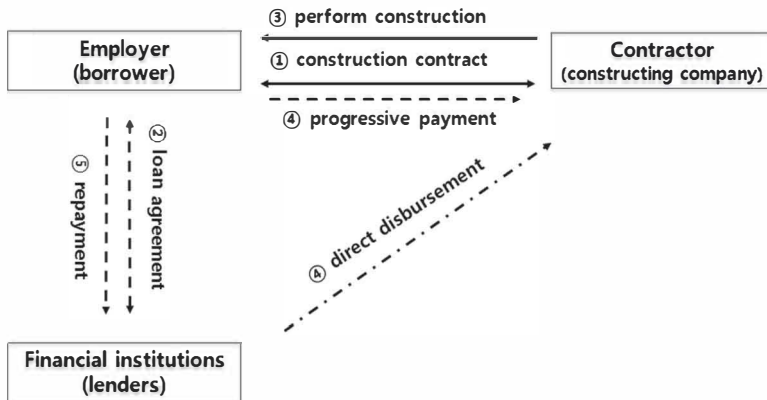 ③ perform construction
Employer
(borrower)
① construction contract
Contractor
(constructing company)
④ progressive payment
② loan agreement
⑤ repayment
④ direct disbursement
Financial institutions
(lenders)